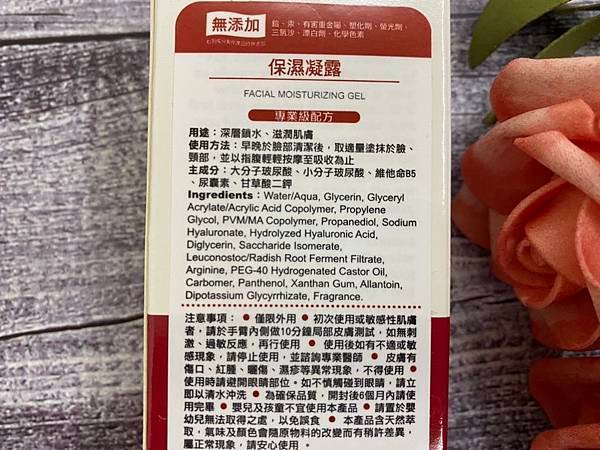 無添加
鉛、汞、有害重金屬、塑化劑、螢光劑、
三氯沙、漂白劑、化學色素
保濕凝露
FACIAL MOISTURIZING GEL
專業級配方
用途：深層鎖水、滋潤肌膚
使用方法：早晚於臉部清潔後，取適量塗抹於臉、
頸部，並以指腹輕輕按摩至吸收為止
主成分：大分子玻尿酸、小分子玻尿酸、維他命B5
、尿囊素、甘草酸二鉀
Ingredients：Water/Aqua, Glycerin, Glyceryl
Acrylate/Acrylic Acid Copolymer, Propylene
Glycol, PVM/MA Copolymer, Propanediol, Sodium
Hyaluronate, Hydrolyzed Hyaluronic Acid,
Diglycerin, Saccharide Isomerate,
Leuconostoc/Radish Root Ferment Filtrate,
Arginine, PEG-40 Hydrogenated Castor Oil,
Carbomer, Panthenol, Xanthan Gum, Allantoin,
Dipotassium Glycyrrhizate, Fragrance.
注意事項：●僅限外用 ●初次使用或敏感性肌膚
者，請於手臂內側做10分鐘局部皮膚測試，如無刺
激、過敏反應，再行使用 ●使用後如有不適或敏
感現象，請停止使用，並諮詢專業醫師 ●皮膚有
傷口、紅腫、曬傷、濕疹等異常現象，不得使用 ●
使用時請避開眼睛部位。如不慎觸碰到眼睛，請立
即以清水沖洗 ●為確保品質，開封後6個月內請使
用完畢 ●嬰兒及孩童不宜使用本產品 ●請置於嬰
幼兒無法取得之處，以免誤食 ●本產品含天然萃
取，氣味及顏色會隨原物料的改變而有稍許差異，
屬正常現象，請安心使用。